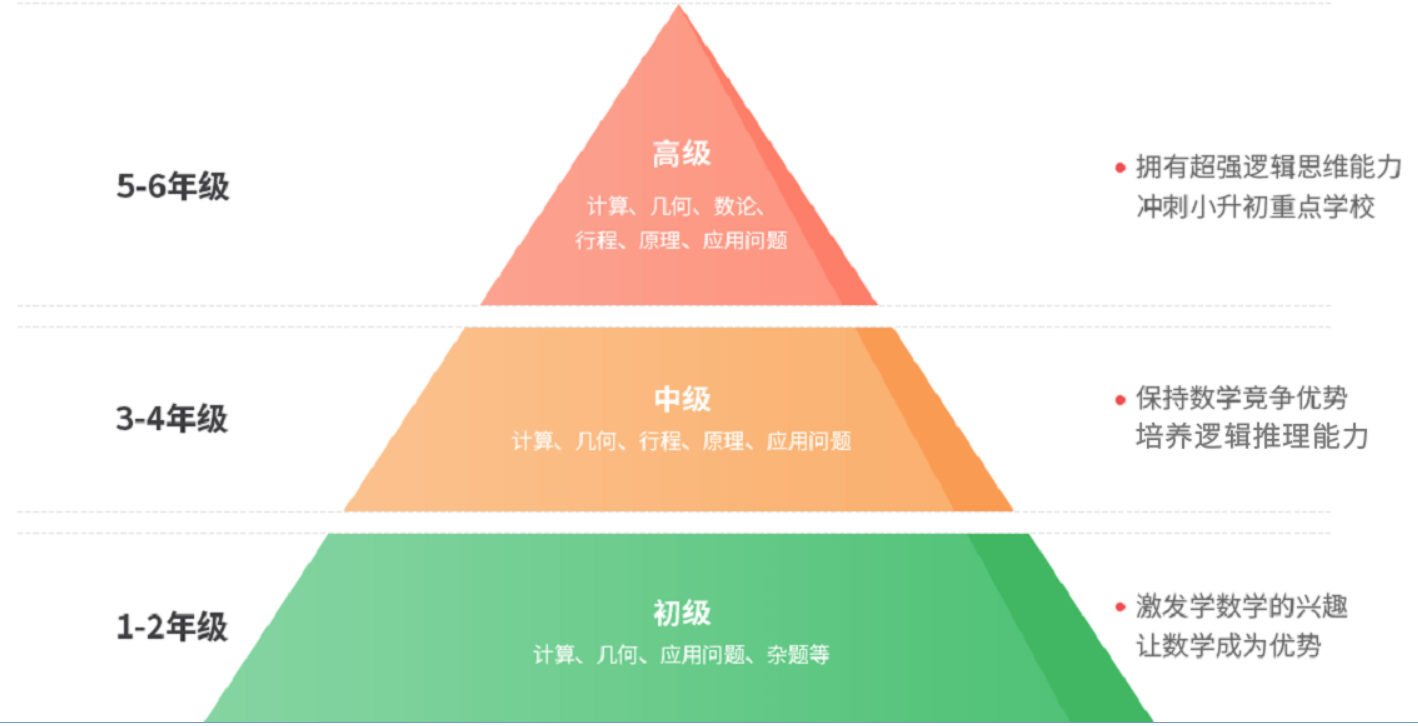 高级
5-6年级
计算、几何、数论、
行程、原理、应用问题
拥有超强逻辑思维能力
冲刺小升初重点学校
中级
3-4年级
计算、几何、行程、原理、应用问题
保持数学竞争优势
培养逻辑推理能力
初级
1-2年级
计算、几何、应用问题、杂题等
激发学数学的兴趣
让数学成为优势